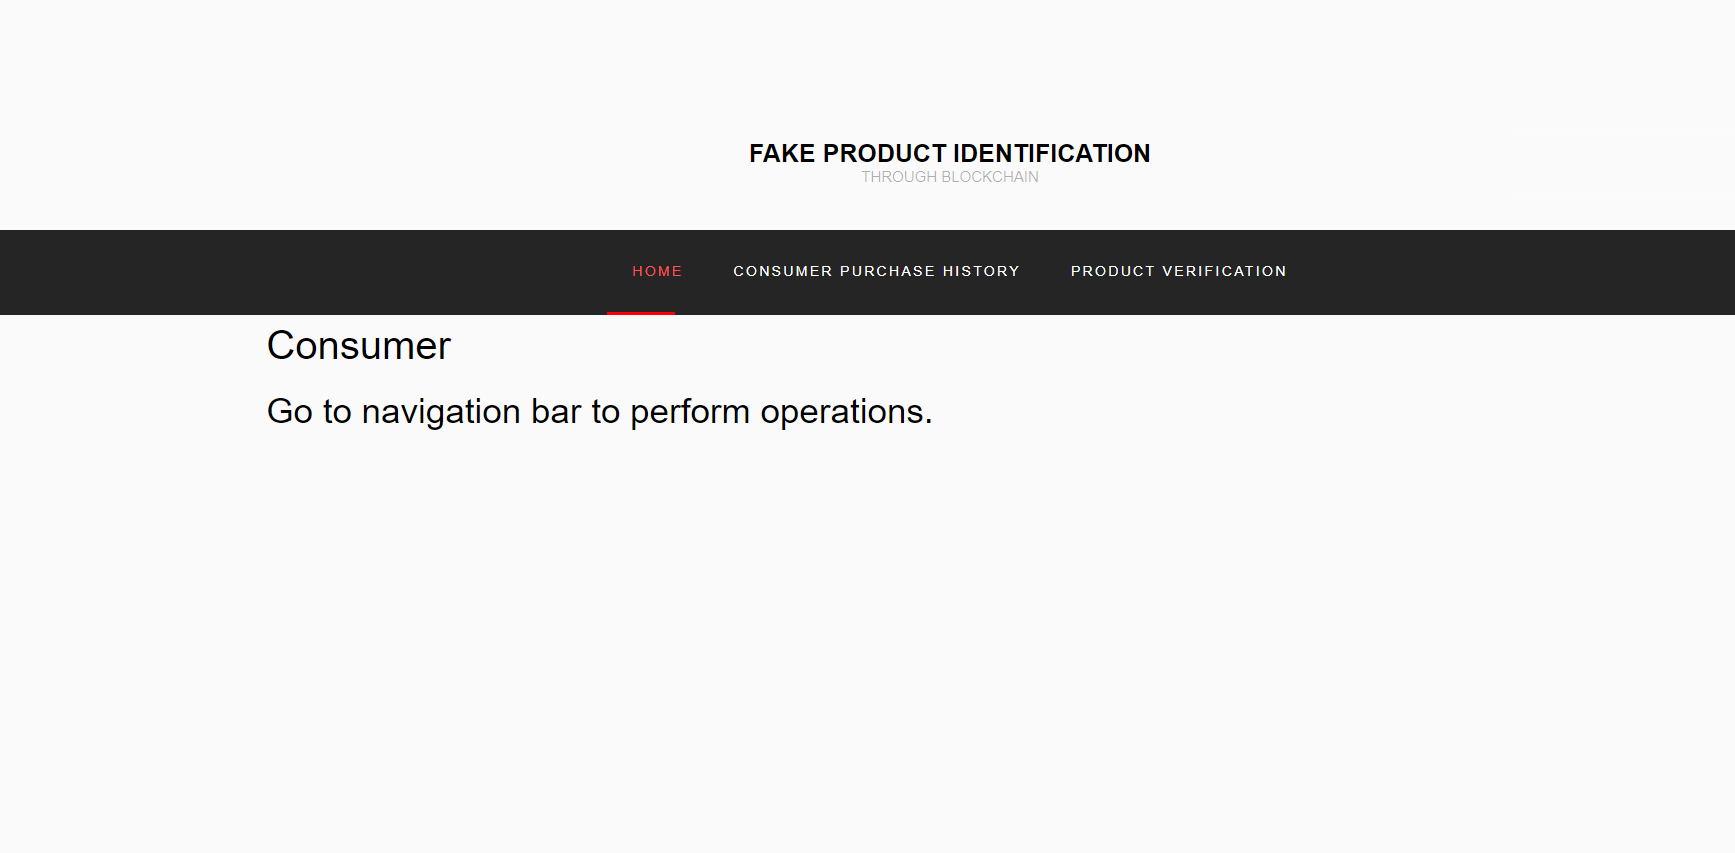 FAKE PRODUCT IDENTIFICATION
THROUGH BLOCKCHAIN
HOME CONSUMER PURCHASE HISTORY PRODUCT VERIFICATION
Consumer
Go to navigation bar to perform operations.